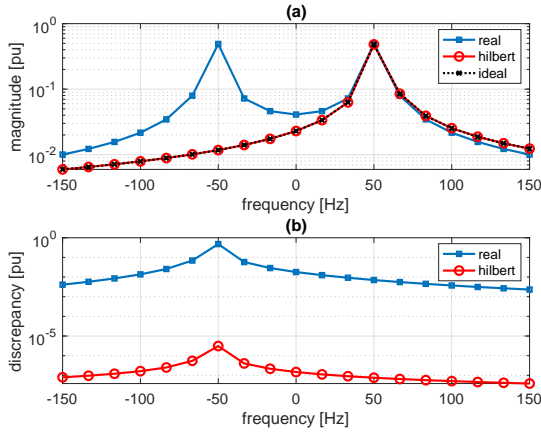 (a)
10^0
10^-1
10^-2
magnitude [pu]
real
hilbert
ideal
-150 -100 -50 0 50 100 150
frequency [Hz]
(b)
10^0
10^-5
discrepancy [pu]
real
hilbert
-150 -100 -50 0 50 100 150
frequency [Hz]